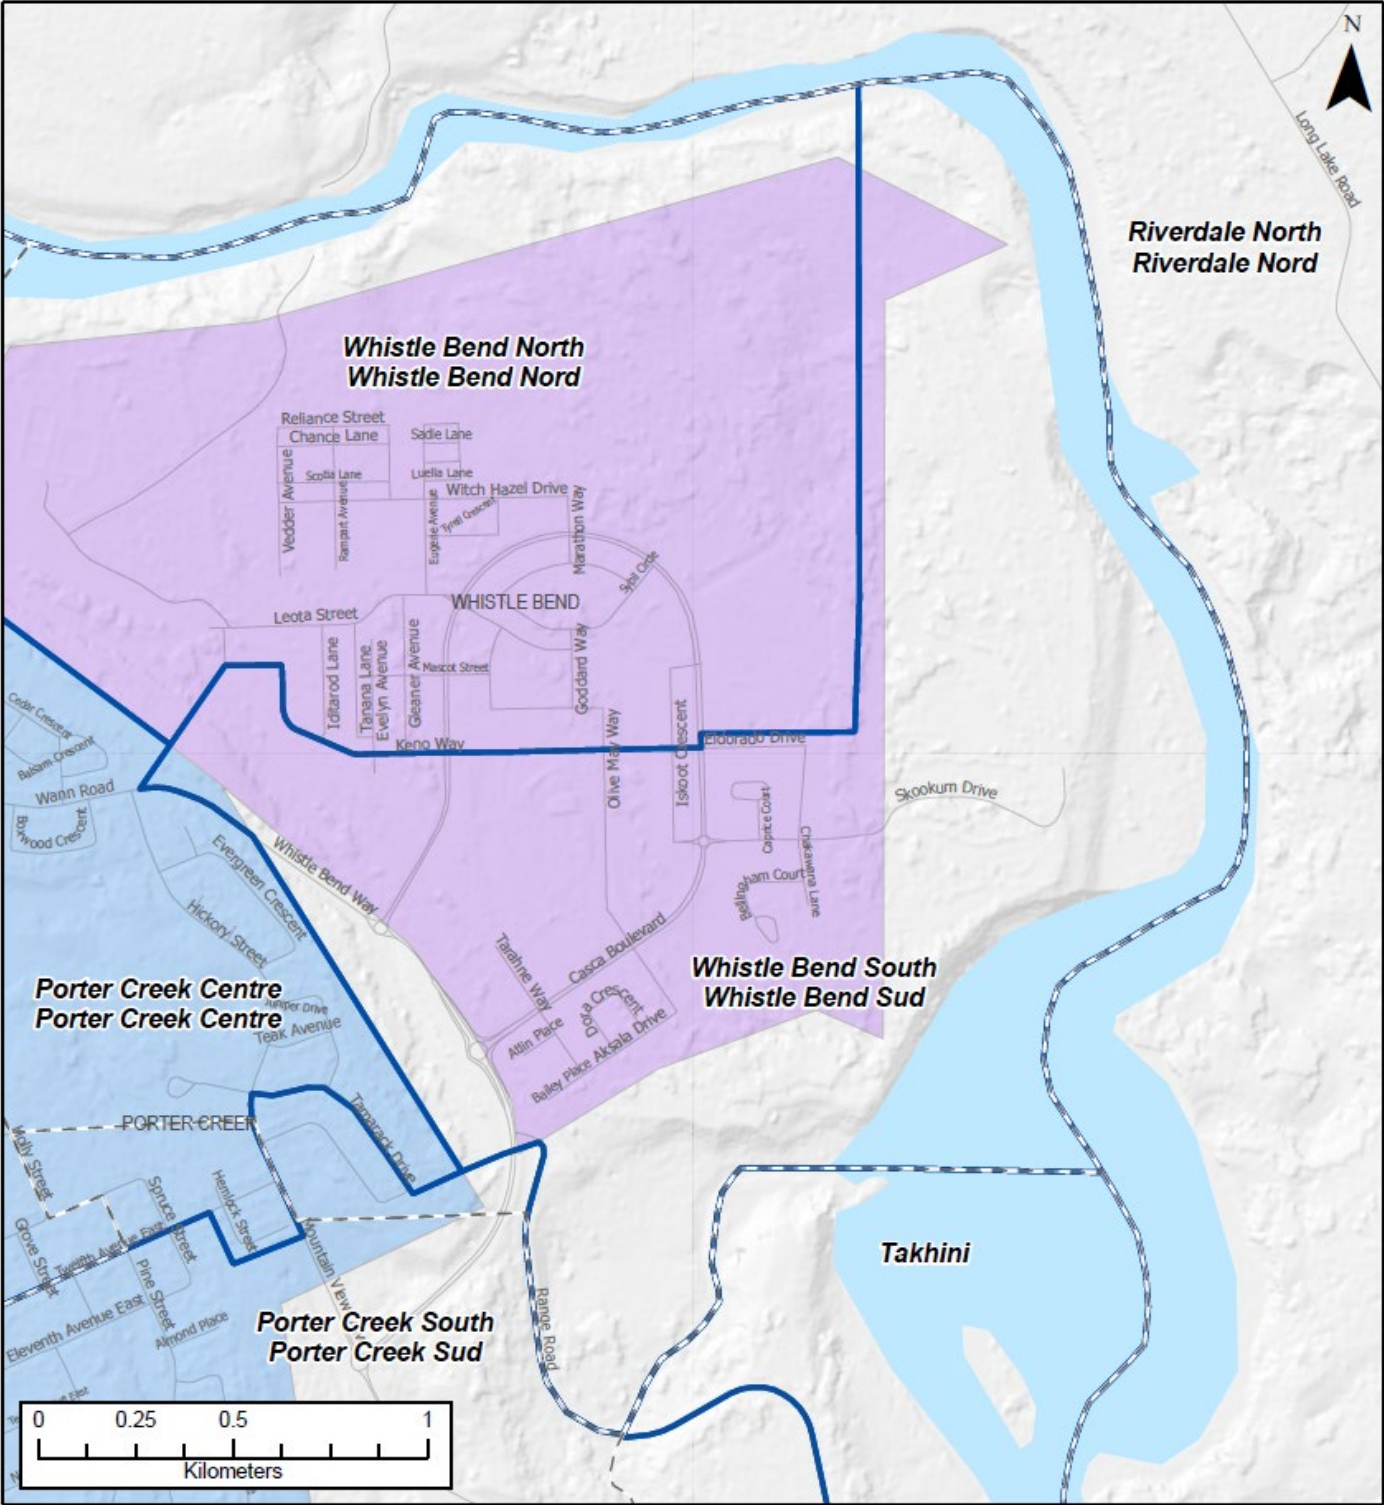 N
Long Lake Road
Riverdale North
Riverdale Nord
Whistle Bend North
Whistle Bend Nord
Reliance Street
Chance Lane
Sadie Lane
Scotia Lane
Luella Lane
Witch Hazel Drive
Vedder Avenue
Rampart Avenue
Eugene Avenue
Tyrrel Crescent
Marathon Way
WHISTLE BEND
Leota Street
Iditarod Lane
Tanana Lane
Evelyn Avenue
Gleaner Avenue
Mascot Street
Goddard Way
Keno Way
Olive May Way
Iskoot Crescent
Eldorado Drive
Cedar Crescent
Balsam Crescent
Wann Road
Boxwood Crescent
Skookum Drive
Caprice Court
Chakawana Lane
Bellingham Court
Whistle Bend Way
Evergreen Crescent
Hickory Street
Tarahne Way
Casca Boulevard
Whistle Bend South
Whistle Bend Sud
Porter Creek Centre
Porter Creek Centre
Juniper Drive
Teak Avenue
Atlin Place
Crescent
Bailey Place
Aksala Drive
PORTER CREEK
Tamarack Drive
Holly Street
Spruce Street
Hemlock Street
Grove Street
Twelfth Avenue East
Pine Street
Mountain View
Takhini
Eleventh Avenue East
Almond Place
Range Road
Porter Creek South
Porter Creek Sud
0 0.25 0.5 1
Kilometers